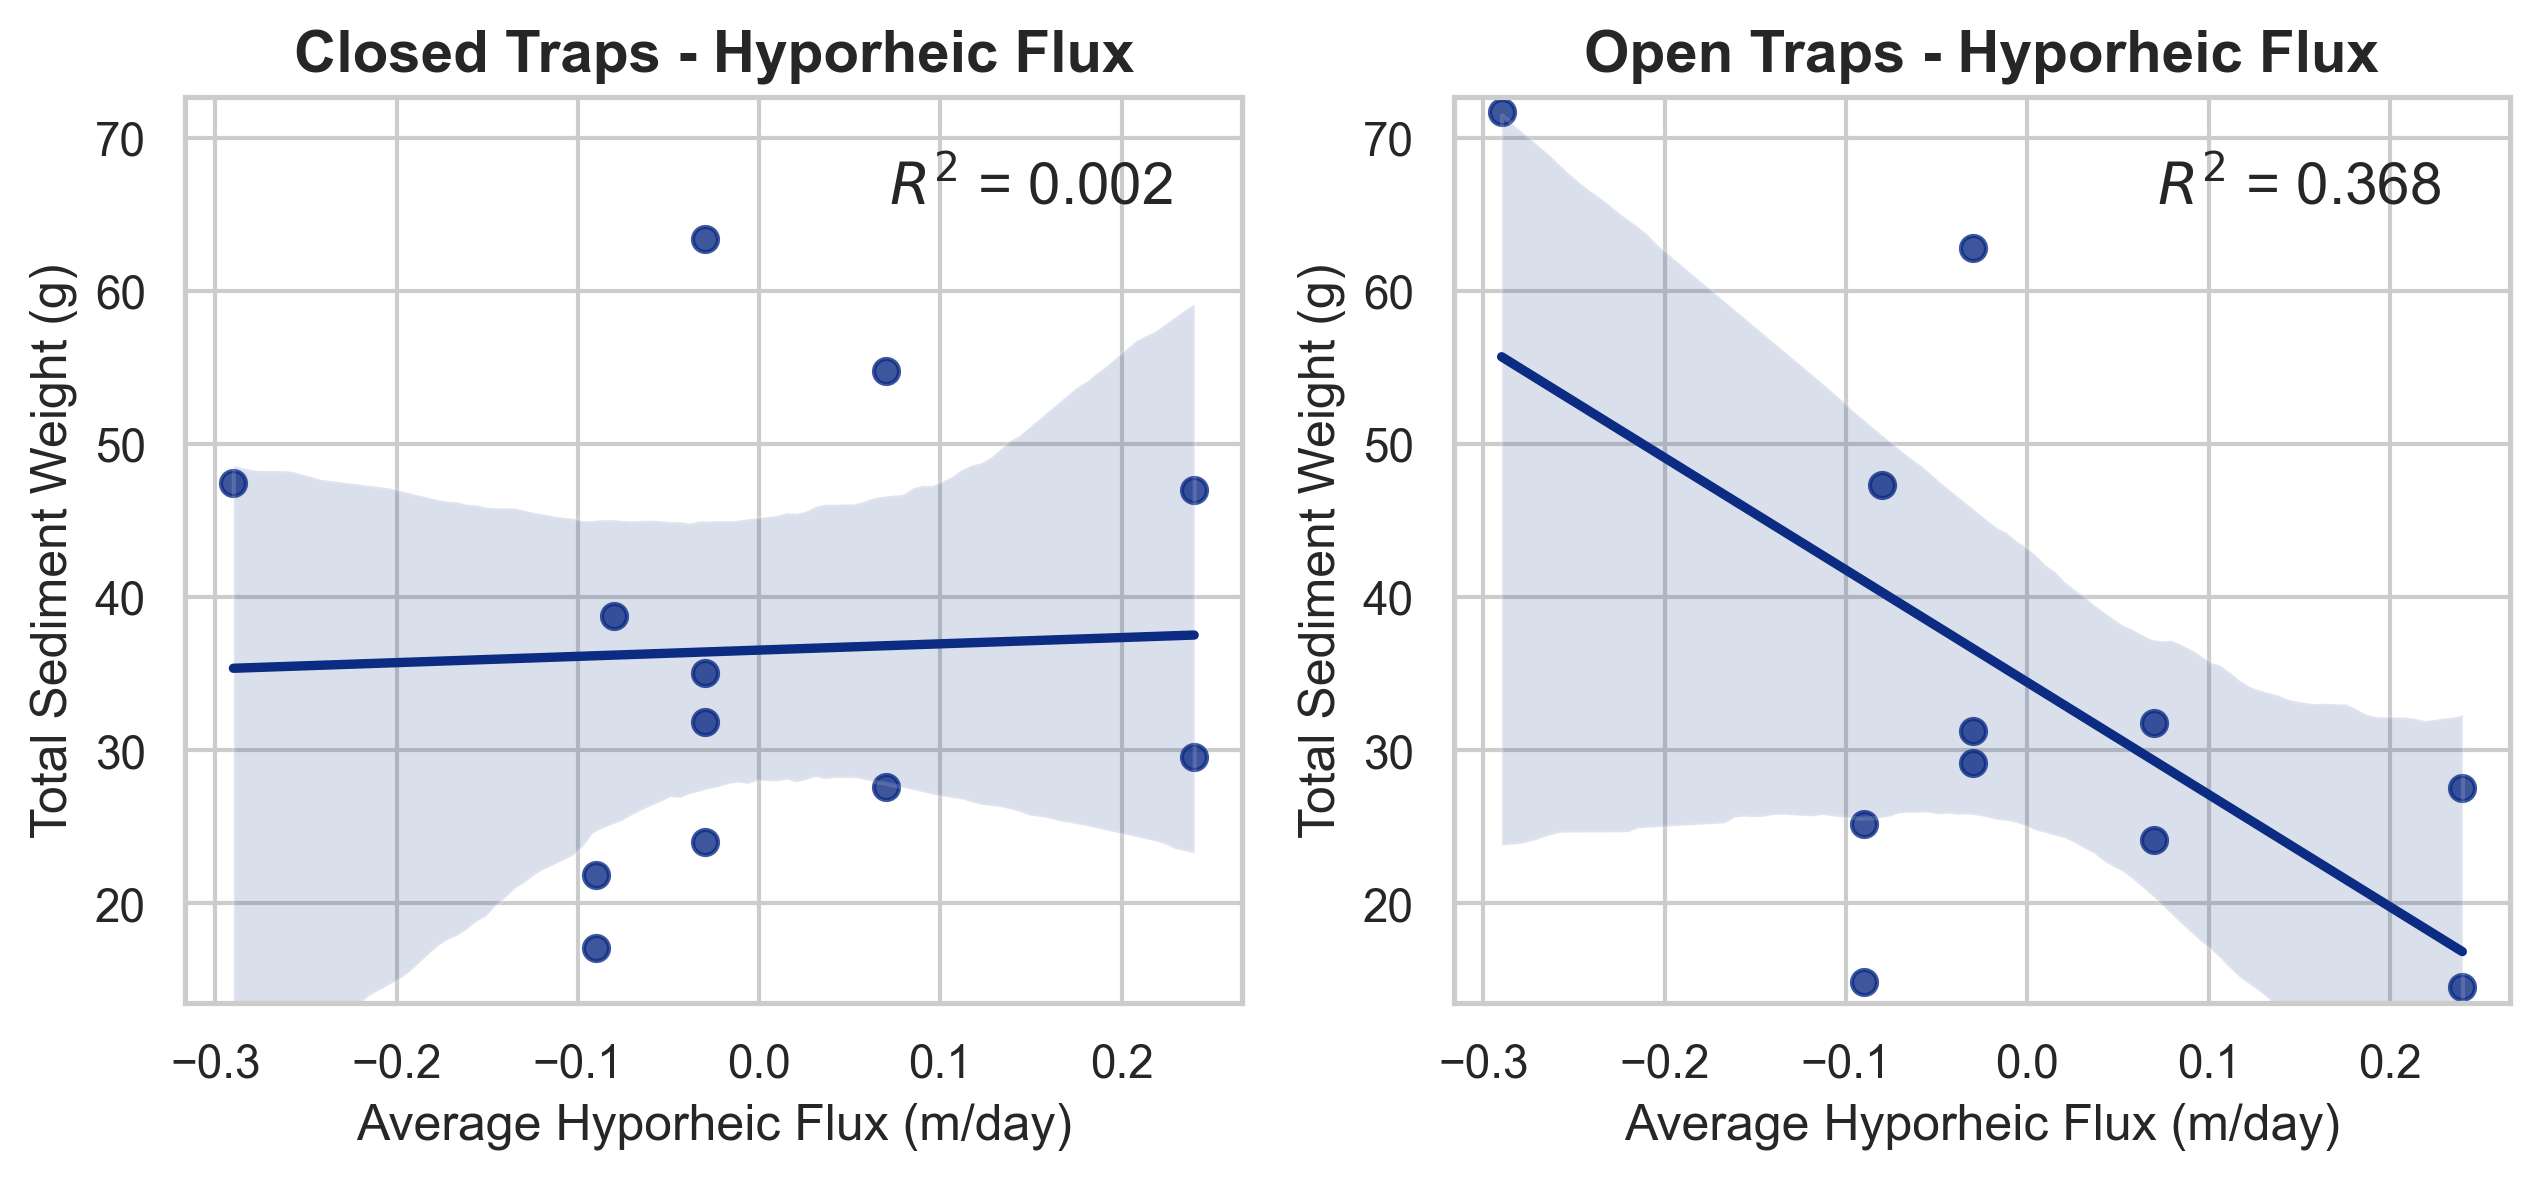 Closed Traps - Hyporheic Flux
R² = 0.002
Total Sediment Weight (g)
70
60
50
40
30
20
−0.3 −0.2 −0.1 0.0 0.1 0.2
Average Hyporheic Flux (m/day)
Open Traps - Hyporheic Flux
R² = 0.368
Total Sediment Weight (g)
70
60
50
40
30
20
−0.3 −0.2 −0.1 0.0 0.1 0.2
Average Hyporheic Flux (m/day)